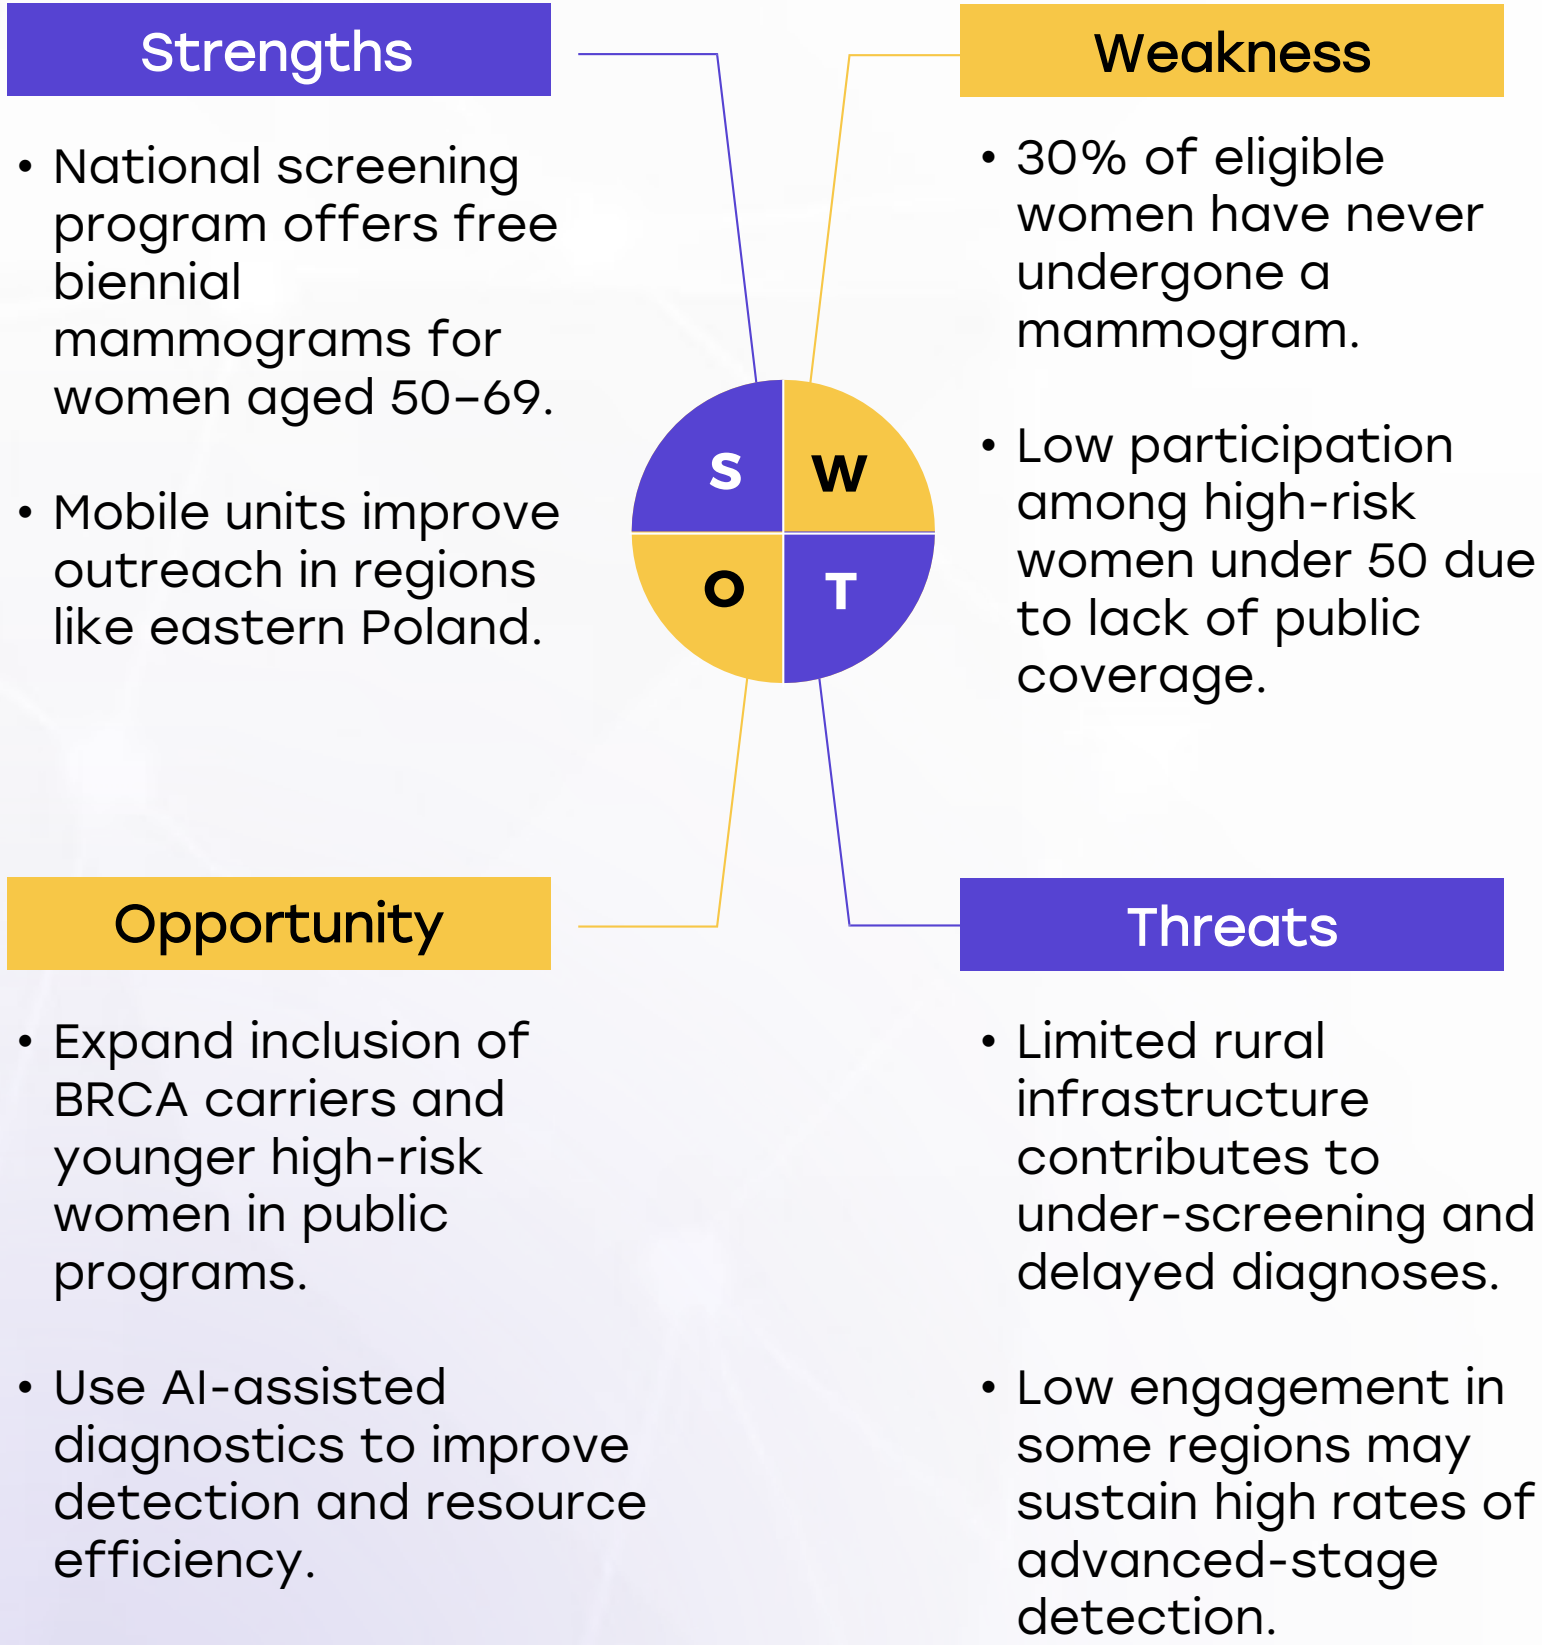 Strengths
• National screening
program offers free
biennial
mammograms for
women aged 50–69.
• Mobile units improve
outreach in regions
like eastern Poland.
Weakness
• 30% of eligible
women have never
undergone a
mammogram.
• Low participation
among high-risk
women under 50 due
to lack of public
coverage.
S
W
O
T
Opportunity
• Expand inclusion of
BRCA carriers and
younger high-risk
women in public
programs.
• Use AI-assisted
diagnostics to improve
detection and resource
efficiency.
Threats
• Limited rural
infrastructure
contributes to
under-screening and
delayed diagnoses.
• Low engagement in
some regions may
sustain high rates of
advanced-stage
detection.